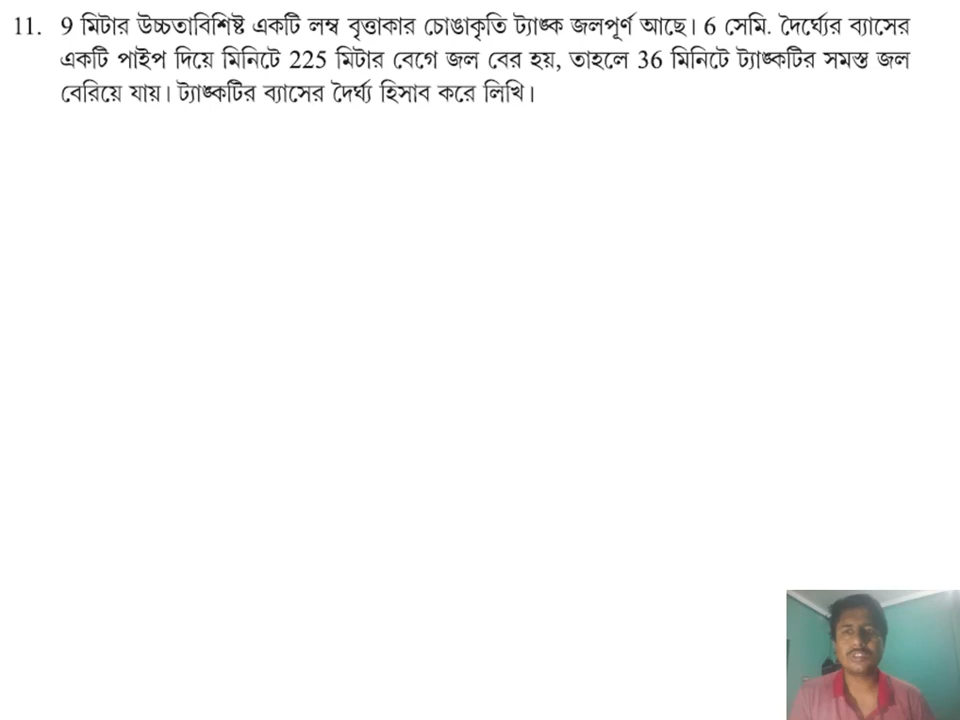 11. 9 মিটার উচ্চতাবিশিষ্ট একটি লম্ব বৃত্তাকার চোঙাকৃতি ট্যাঙ্ক জলপূর্ণ আছে। 6 সেমি. দৈর্ঘ্যের ব্যাসের
একটি পাইপ দিয়ে মিনিটে 225 মিটার বেগে জল বের হয়, তাহলে 36 মিনিটে ট্যাঙ্কটির সমস্ত জল
বেরিয়ে যায়। ট্যাঙ্কটির ব্যাসের দৈর্ঘ্য হিসাব করে লিখি।